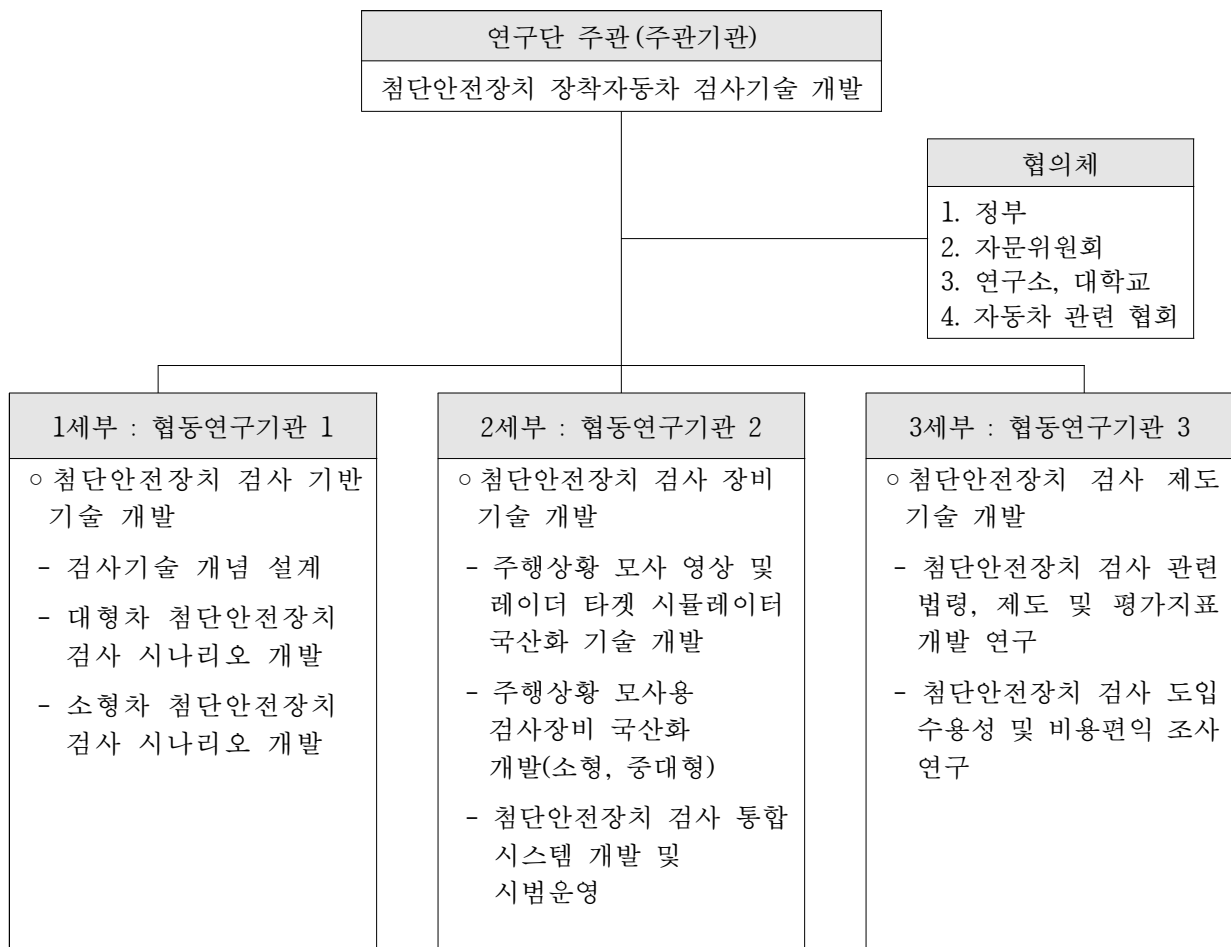 연구단 주관(주관기관)
첨단안전장치 장착자동차 검사기술 개발
협의체
1. 정부
2. 자문위원회
3. 연구소, 대학교
4. 자동차 관련 협회
1세부 : 협동연구기관 1
○ 첨단안전장치 검사 기반
기술 개발
- 검사기술 개념 설계
- 대형차 첨단안전장치
검사 시나리오 개발
- 소형차 첨단안전장치
검사 시나리오 개발
2세부 : 협동연구기관 2
○ 첨단안전장치 검사 장비
기술 개발
- 주행상황 모사 영상 및
레이더 타겟 시뮬레이터
국산화 기술 개발
- 주행상황 모사용
검사장비 국산화
개발(소형, 중대형)
- 첨단안전장치 검사 통합
시스템 개발 및
시범운영
3세부 : 협동연구기관 3
○ 첨단안전장치 검사 제도
기술 개발
- 첨단안전장치 검사 관련
법령, 제도 및 평가지표
개발 연구
- 첨단안전장치 검사 도입
수용성 및 비용편익 조사
연구